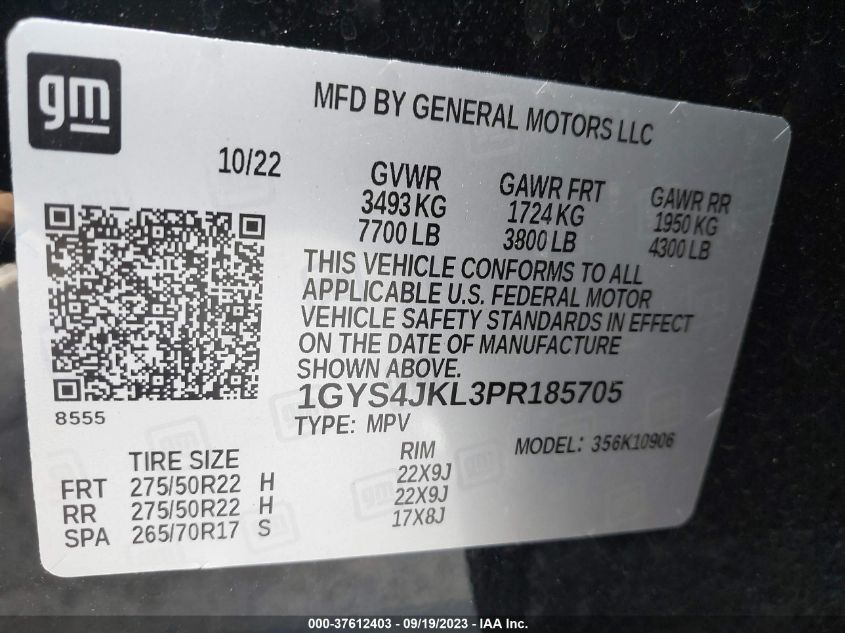 gm
MFD BY GENERAL MOTORS LLC
10/22
GVWR
3493 KG
7700 LB
GAWR FRT
1724 KG
3800 LB
GAWR RR
1950 KG
4300 LB
THIS VEHICLE CONFORMS TO ALL
APPLICABLE U.S. FEDERAL MOTOR
VEHICLE SAFETY STANDARDS IN EFFECT
ON THE DATE OF MANUFACTURE
SHOWN ABOVE.
1GYS4JKL3PR185705
8555
TYPE: MPV
MODEL: 356K10906
TIRE SIZE
RIM
FRT 275/50R22 H 22X9J
RR 275/50R22 H 22X9J
SPA 265/70R17 S 17X8J
000-37612403 - 09/19/2023 - IAA Inc.